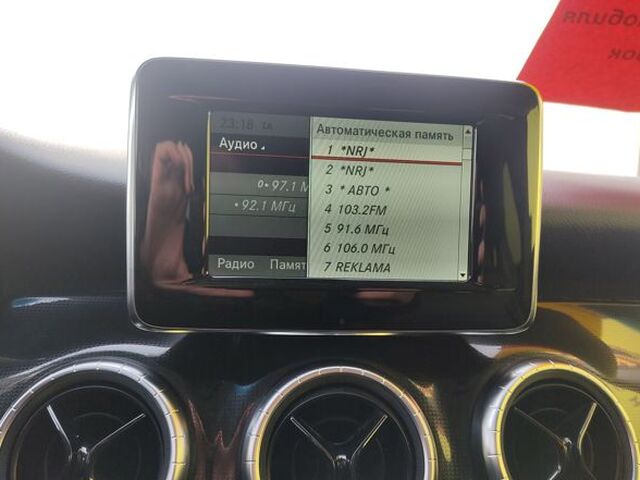 23:18 TA
Аудио
97.1 М
92.1 МГц
Радио Памят
Автоматическая память
1 *NRJ*
2 *NRJ*
3 * АВТО *
4 103.2FM
5 91.6 МГц
6 106.0 МГц
7 REKLAMA